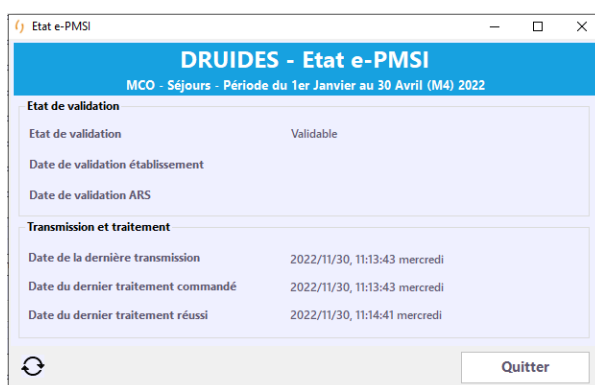 Etat e-PMSI
DRUIDES - Etat e-PMSI
MCO - Séjours - Période du 1er Janvier au 30 Avril (M4) 2022
Etat de validation
Etat de validation Validable
Date de validation établissement
Date de validation ARS
Transmission et traitement
Date de la dernière transmission 2022/11/30, 11:13:43 mercredi
Date du dernier traitement commandé 2022/11/30, 11:13:43 mercredi
Date du dernier traitement réussi 2022/11/30, 11:14:41 mercredi
Quitter